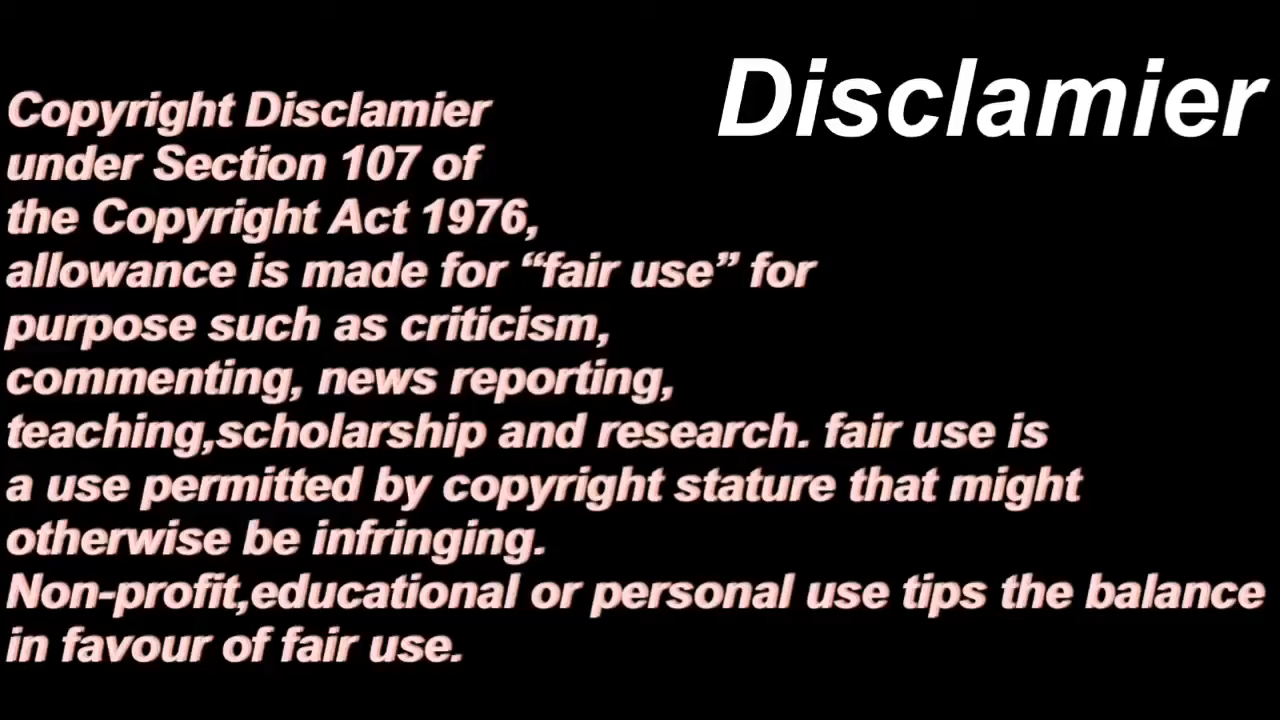 Disclamier
Copyright Disclamier
under Section 107 of
the Copyright Act 1976,
allowance is made for “fair use” for
purpose such as criticism,
commenting, news reporting,
teaching,scholarship and research. fair use is
a use permitted by copyright stature that might
otherwise be infringing.
Non-profit,educational or personal use tips the balance
in favour of fair use.